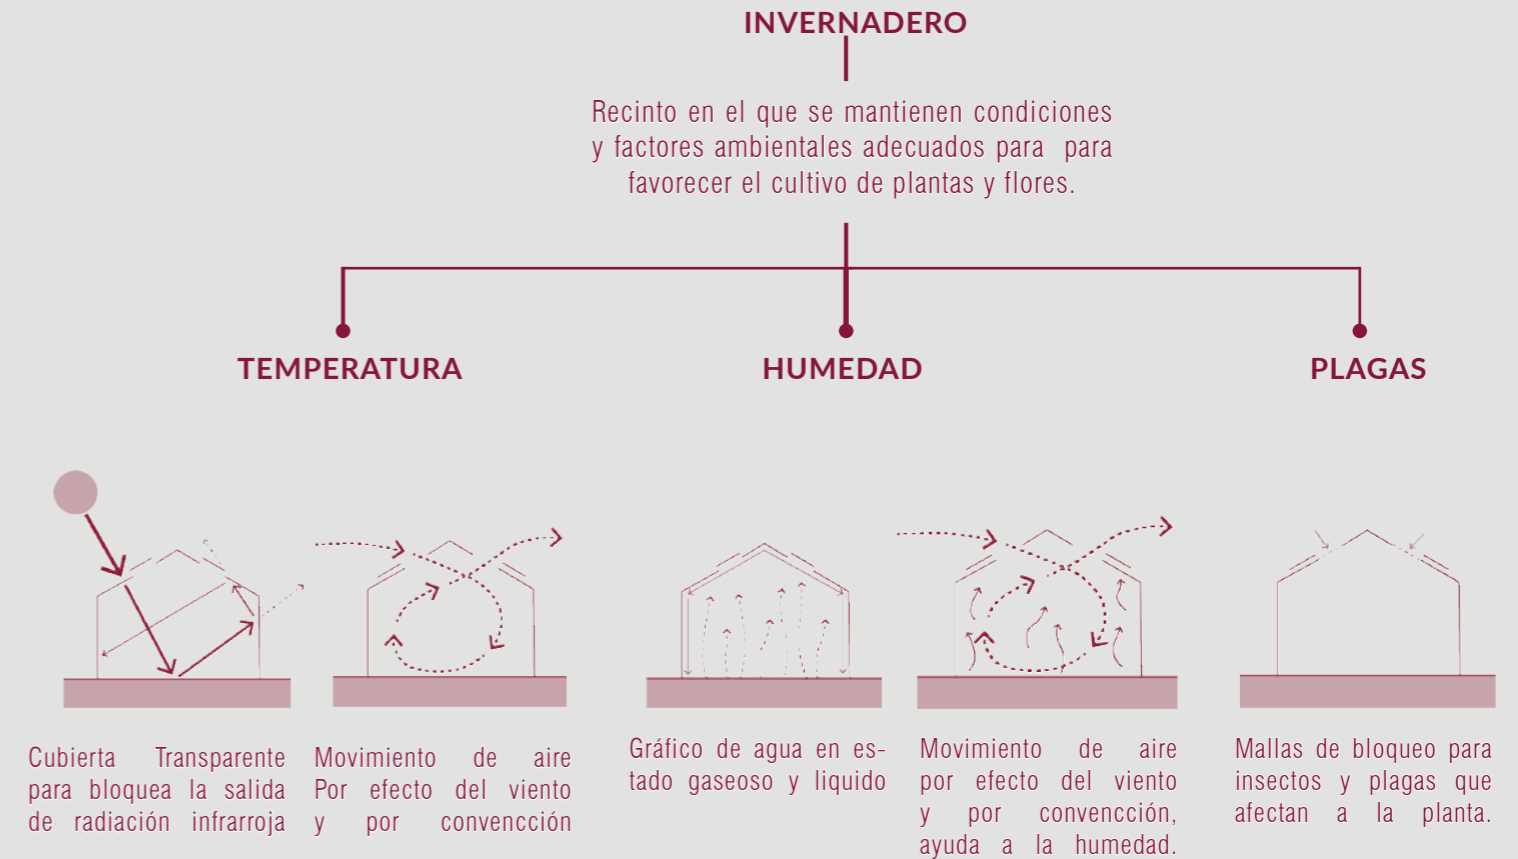 INVERNADERO
Recinto en el que se mantienen condiciones
y factores ambientales adecuados para para
favorecer el cultivo de plantas y flores.
TEMPERATURA
HUMEDAD
PLAGAS
Cubierta Transparente
para bloquea la salida
de radiación infrarroja
Movimiento de aire
Por efecto del viento
y por convencción
Gráfico de agua en es-
tado gaseoso y liquido
Movimiento de aire
por efecto del viento
y por convencción,
ayuda a la humedad.
Mallas de bloqueo para
insectos y plagas que
afectan a la planta.